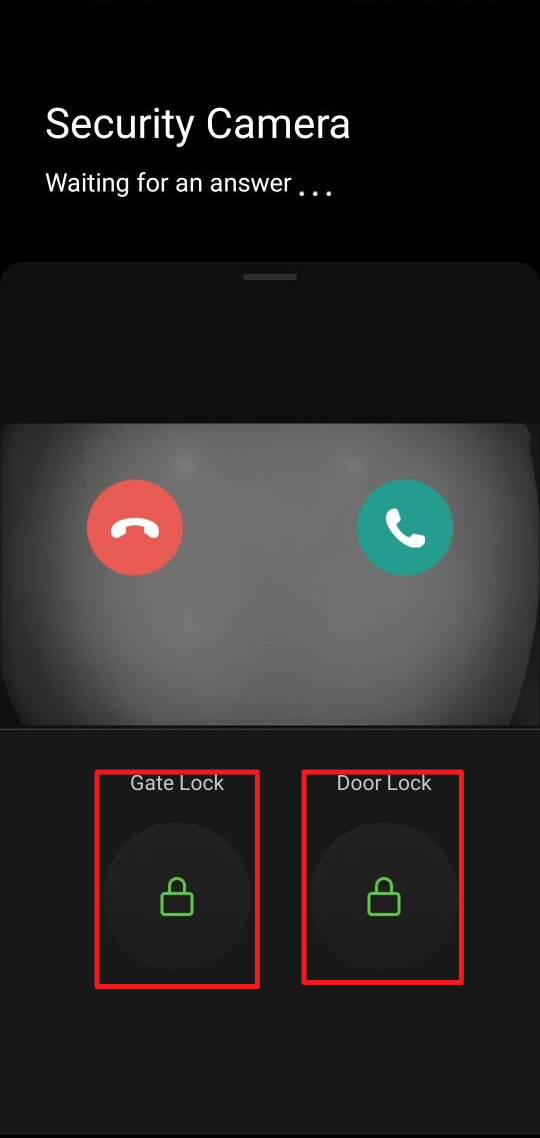 Security Camera
Waiting for an answer ...
Gate Lock
Door Lock